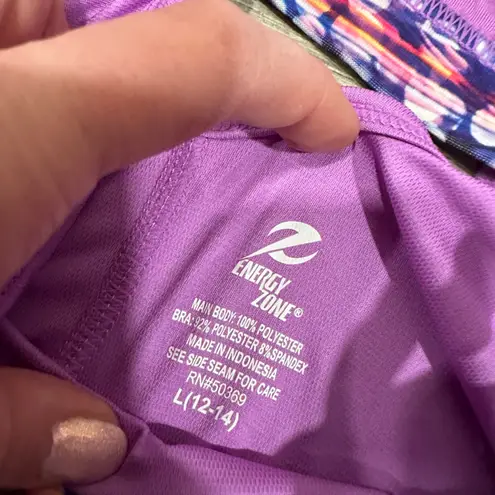 ENERGY
ZONE®
MAIN BODY: 100% POLYESTER
BRA: 92% POLYESTER 8%SPANDEX
MADE IN INDONESIA
SEE SIDE SEAM FOR CARE
RN#50369
L(12-14)